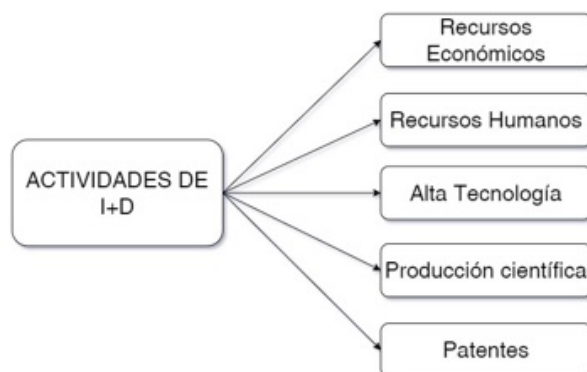 Recursos
Económicos
Recursos Humanos
ACTIVIDADES DE
I+D
Alta Tecnología
Producción científica
Patentes